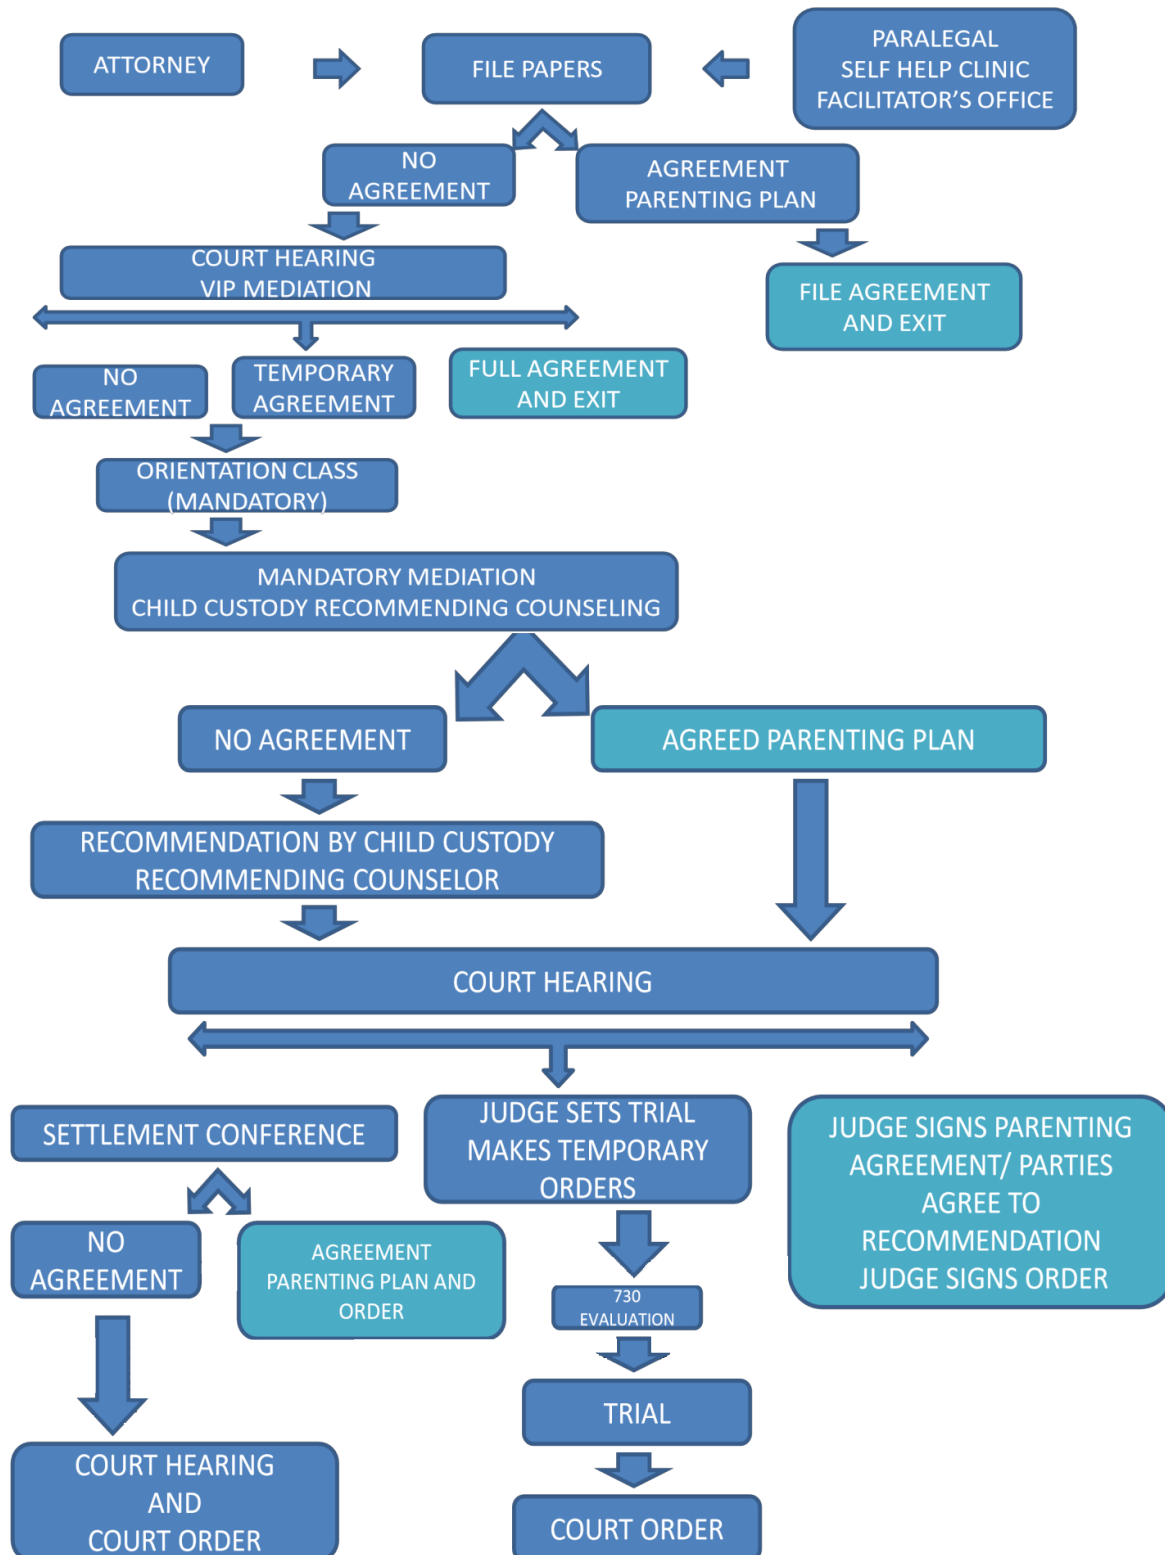 ATTORNEY
FILE PAPERS
PARALEGAL
SELF HELP CLINIC
FACILITATOR'S OFFICE
NO
AGREEMENT
AGREEMENT
PARENTING PLAN
COURT HEARING
VIP MEDIATION
FILE AGREEMENT
AND EXIT
NO
AGREEMENT
TEMPORARY
AGREEMENT
FULL AGREEMENT
AND EXIT
ORIENTATION CLASS
(MANDATORY)
MANDATORY MEDIATION
CHILD CUSTODY RECOMMENDING COUNSELING
NO AGREEMENT
AGREED PARENTING PLAN
RECOMMENDATION BY CHILD CUSTODY
RECOMMENDING COUNSELOR
COURT HEARING
SETTLEMENT CONFERENCE
JUDGE SETS TRIAL
MAKES TEMPORARY
ORDERS
JUDGE SIGNS PARENTING
AGREEMENT/ PARTIES
AGREE TO
RECOMMENDATION
JUDGE SIGNS ORDER
NO
AGREEMENT
AGREEMENT
PARENTING PLAN AND
ORDER
730
EVALUATION
TRIAL
COURT HEARING
AND
COURT ORDER
COURT ORDER